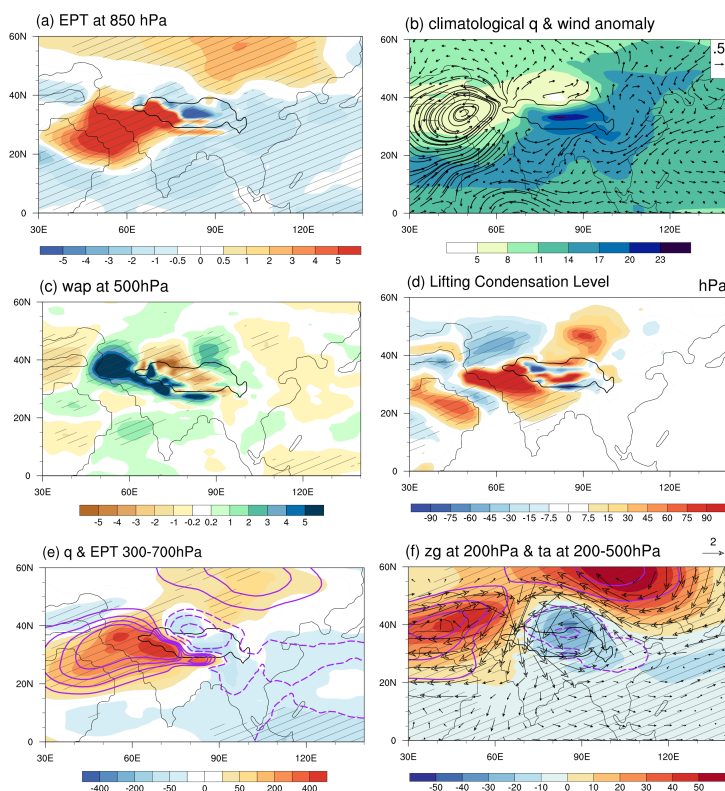 (a) EPT at 850 hPa
60N
40N
20N
0
30E 60E 90E 120E
-5 -4 -3 -2 -1 -0.5 0 0.5 1 2 3 4 5
(b) climatological q & wind anomaly
.5
60N
40N
20N
0
30E 60E 90E 120E
5 8 11 14 17 20 23
(c) wap at 500hPa
60N
40N
20N
0
30E 60E 90E 120E
-5 -4 -3 -2 -1 -0.2 0.2 1 2 3 4 5
(d) Lifting Condensation Level hPa
60N
40N
20N
0
30E 60E 90E 120E
-90 -75 -60 -45 -30 -15 -7.5 0 7.5 15 30 45 60 75 90
(e) q & EPT 300-700hPa
60N
40N
20N
0
30E 60E 90E 120E
-400 -200 -50 0 50 200 400
(f) zg at 200hPa & ta at 200-500hPa 2
60N
40N
20N
0
30E 60E 90E 120E
-50 -40 -30 -20 -10 0 10 20 30 40 50